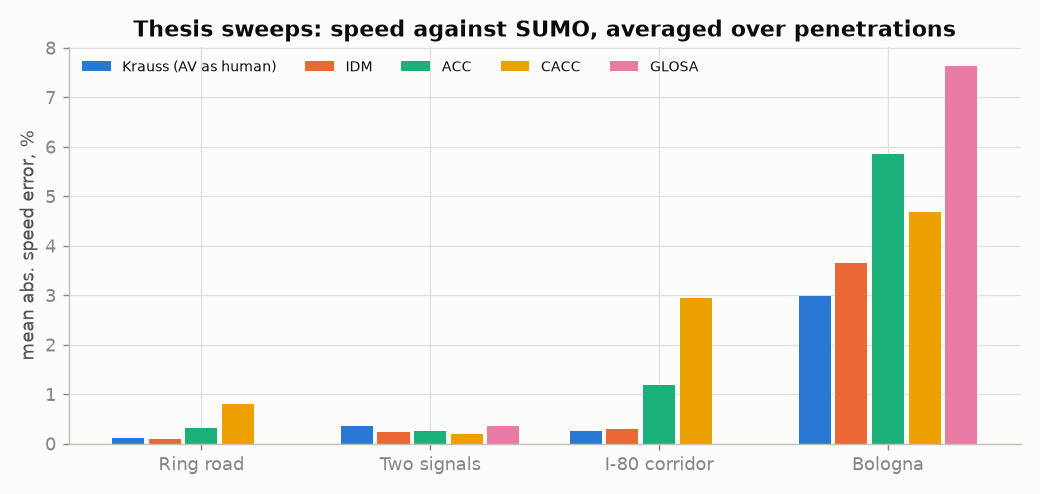 Thesis sweeps: speed against SUMO, averaged over penetrations
mean abs. speed error, %
8
7
6
5
4
3
2
1
0
Krauss (AV as human) IDM ACC CACC GLOSA
Ring road Two signals I-80 corridor Bologna